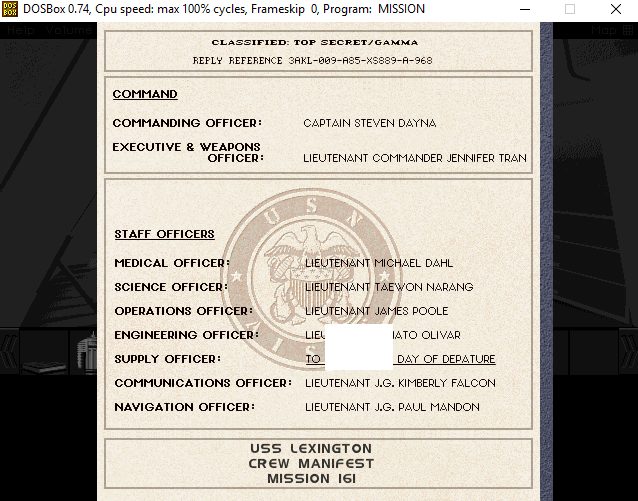 DOSBox 0.74, Cpu speed: max 100% cycles, Frameskip 0, Program: MISSION
Help Volume Map
CLASSIFIED: TOP SECRET/GAMMA
REPLY REFERENCE 3AKL-009-A85-XS889-A-968
COMMAND
COMMANDING OFFICER: CAPTAIN STEVEN DAYNA
EXECUTIVE & WEAPONS
OFFICER: LIEUTENANT COMMANDER JENNIFER TRAN
USN
STAFF OFFICERS
MEDICAL OFFICER: LIEUTENANT MICHAEL DAHL
SCIENCE OFFICER: LIEUTENANT TAEWON NARANG
OPERATIONS OFFICER: LIEUTENANT JAMES POOLE
ENGINEERING OFFICER: OLIVAR
SUPPLY OFFICER: TO DAY OF DEPATURE
COMMUNICATIONS OFFICER: LIEUTENANT J.G. KIMBERLY FALCON
NAVIGATION OFFICER: LIEUTENANT J.G. PAUL MANDON
USS LEXINGTON
CREW MANIFEST
MISSION 161